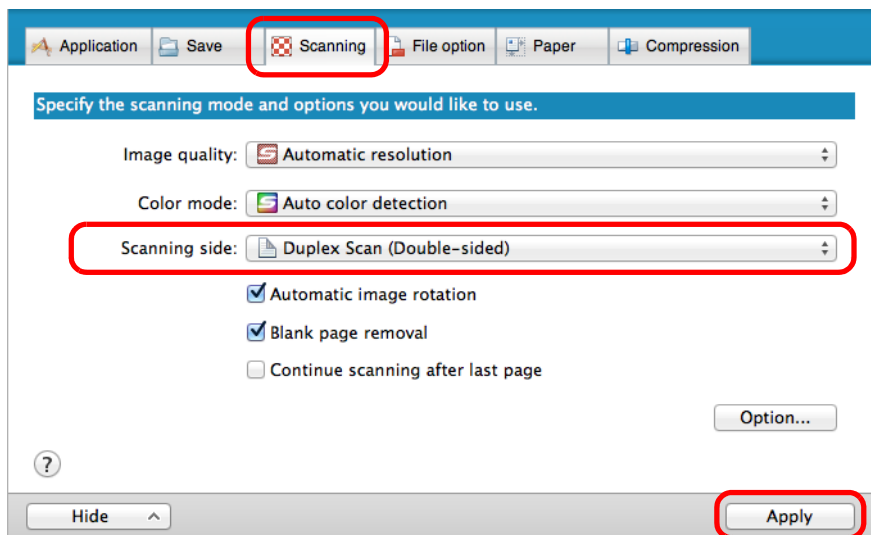 Application Save Scanning File option Paper Compression
Specify the scanning mode and options you would like to use.
Image quality: Automatic resolution
Color mode: Auto color detection
Scanning side: Duplex Scan (Double-sided)
Automatic image rotation
Blank page removal
Continue scanning after last page
Option...
?
Hide Apply